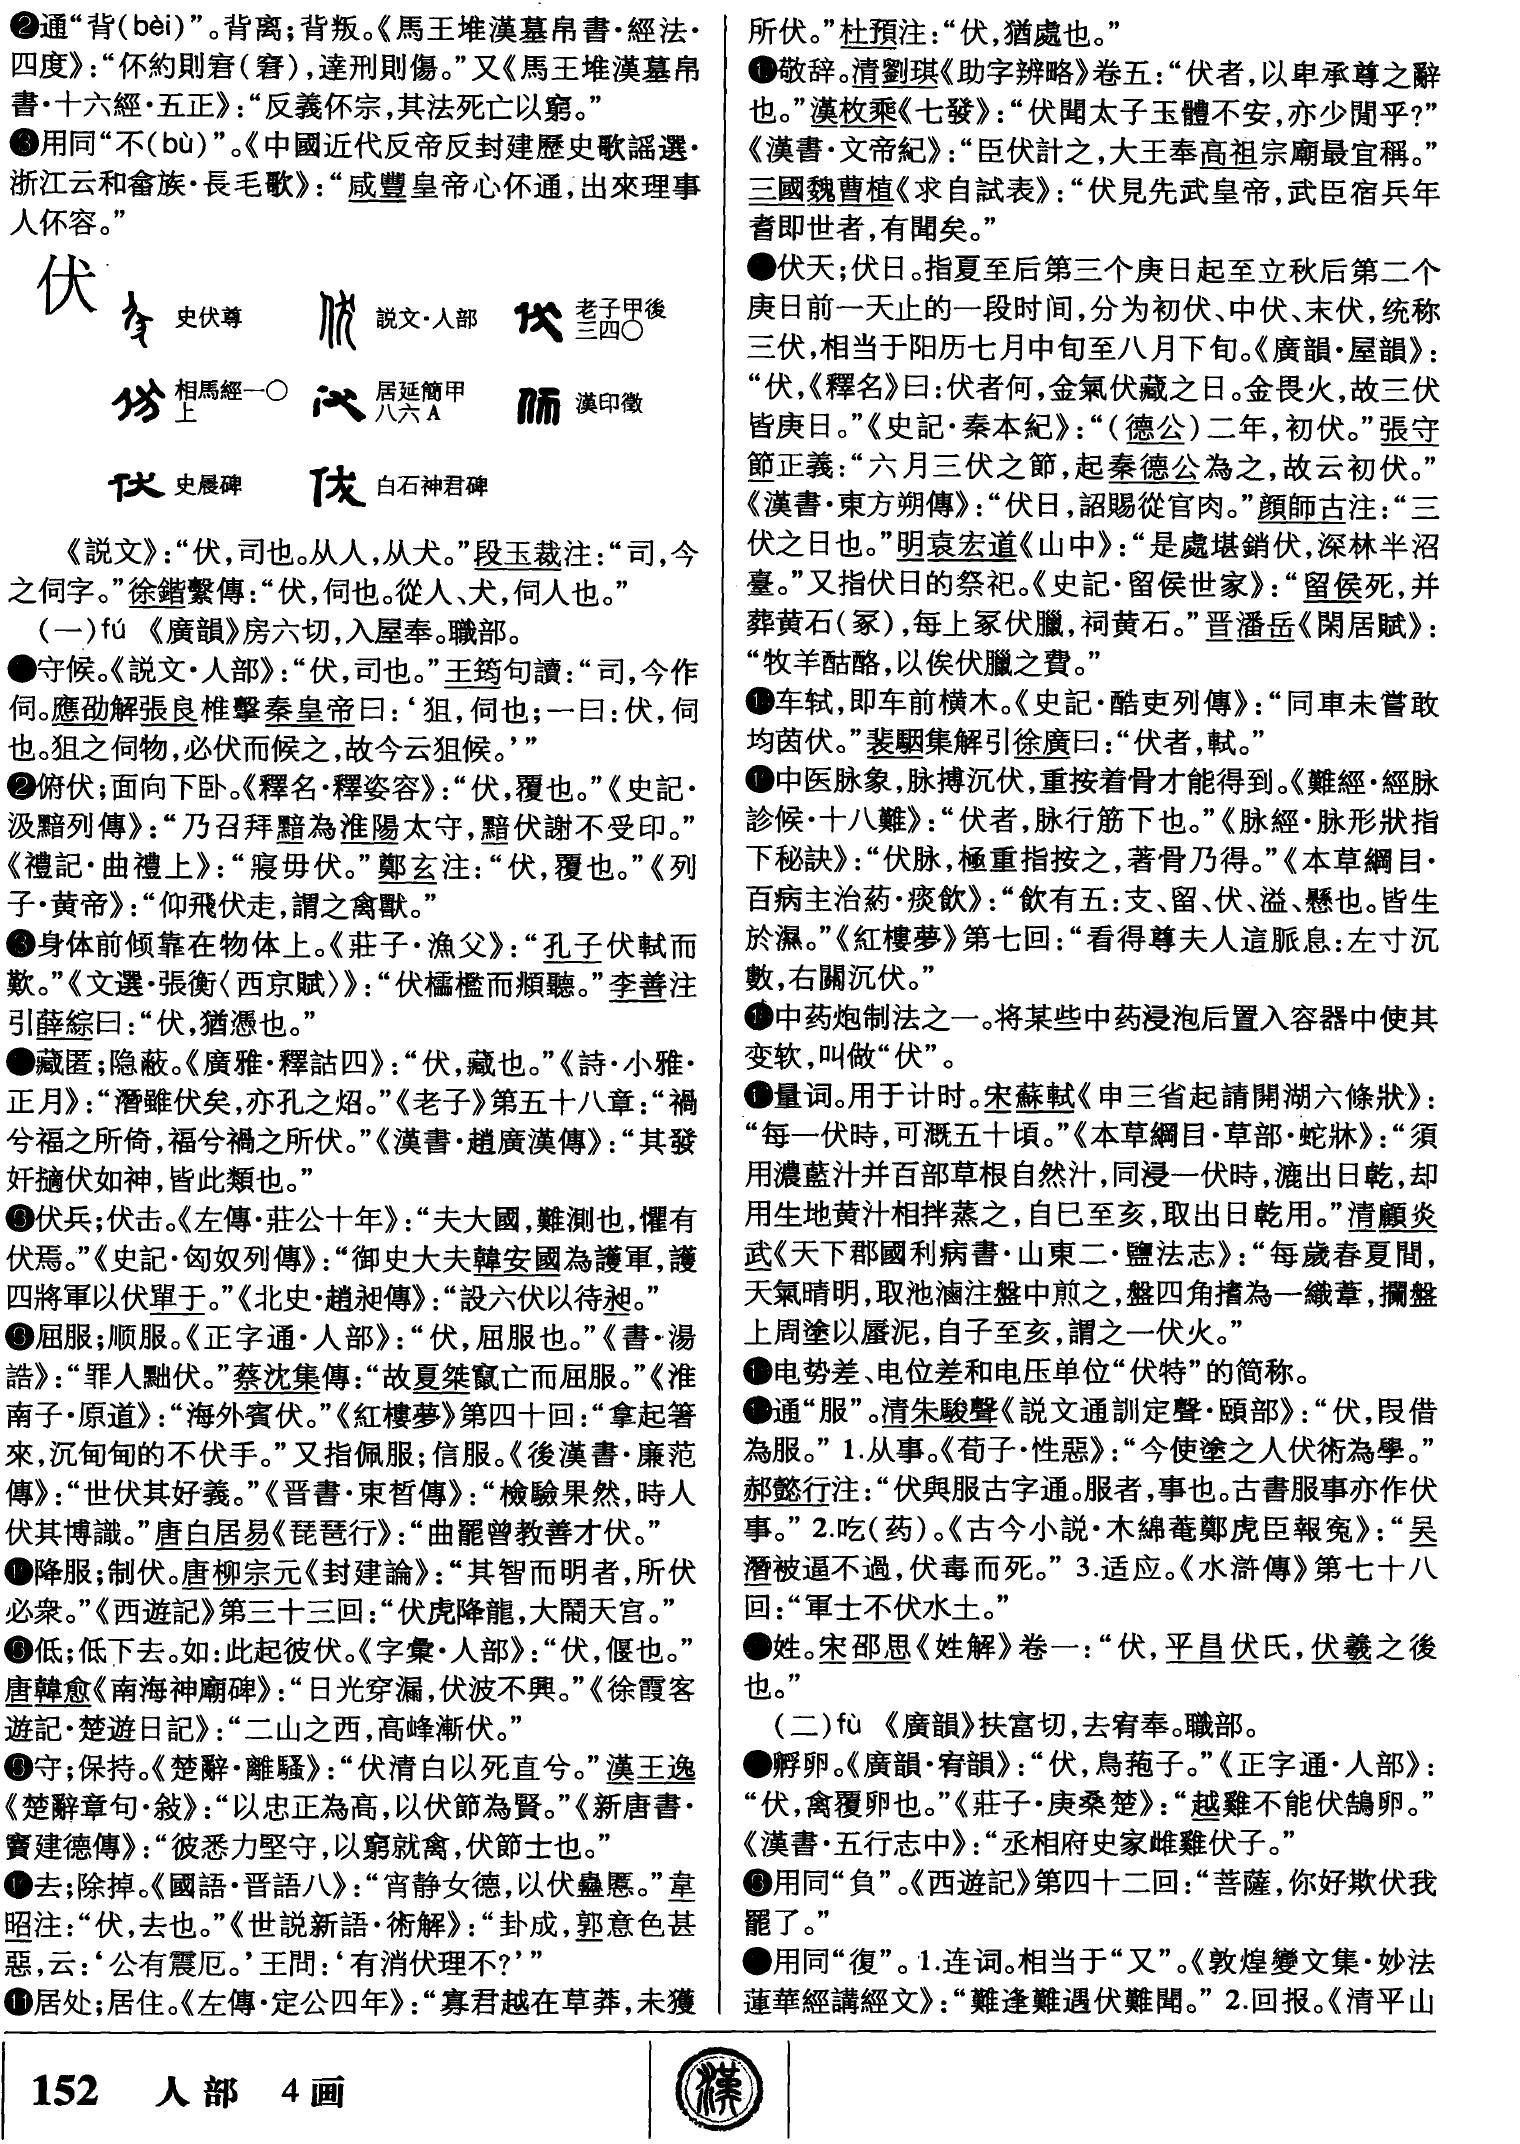 ❷通“背(bèi)”。背离;背叛。《馬王堆漢墓帛書·經法·
四度》:“伓約則窘(窘),達刑則傷。”又《馬王堆漢墓帛
書·十六經·五正》:“反義伓宗,其法死亡以窮。”
❸用同“不(bù)”。《中國近代反帝反封建歷史歌謡選·
浙江云和畲族·長毛歌》:“咸豐皇帝心伓通,出來理事
人伓容。”
伏
史伏尊
説文·人部
老子甲後
三四〇
相馬經一〇
上
居延簡甲
八六A
漢印徵
史晨碑
白石神君碑
《説文》:“伏,司也。从人,从犬。”段玉裁注:“司,今
之伺字。”徐鍇繫傳:“伏,伺也。從人、犬,伺人也。”
(一)fú 《廣韻》房六切,入屋奉。職部。
●守候。《説文·人部》:“伏,司也。”王筠句讀:“司,今作
伺。應劭解張良椎擊秦皇帝曰:‘狙,伺也;一曰:伏,伺
也。狙之伺物,必伏而候之,故今云狙候。’”
❷俯伏;面向下卧。《釋名·釋姿容》:“伏,覆也。”《史記·
汲黯列傳》:“乃召拜黯為淮陽太守,黯伏謝不受印。”
《禮記·曲禮上》:“寢毋伏。”鄭玄注:“伏,覆也。”《列
子·黄帝》:“仰飛伏走,謂之禽獸。”
❸身体前倾靠在物体上。《莊子·漁父》:“孔子伏軾而
歎。”《文選·張衡〈西京賦〉》:“伏櫺檻而頫聽。”李善注
引薛綜曰:“伏,猶憑也。”
●藏匿;隐蔽。《廣雅·釋詁四》:“伏,藏也。”《詩·小雅·
正月》:“潛雖伏矣,亦孔之炤。”《老子》第五十八章:“禍
兮福之所倚,福兮禍之所伏。”《漢書·趙廣漢傳》:“其發
奸擿伏如神,皆此類也。”
❺伏兵;伏击。《左傳·莊公十年》:“夫大國,難測也,懼有
伏焉。”《史記·匈奴列傳》:“御史大夫韓安國為護軍,護
四將軍以伏單于。”《北史·趙昶傳》:“設六伏以待昶。”
❻屈服;顺服。《正字通·人部》:“伏,屈服也。”《書·湯
誥》:“罪人黜伏。”蔡沈集傳:“故夏桀竄亡而屈服。”《淮
南子·原道》:“海外賓伏。”《紅樓夢》第四十回:“拿起箸
來,沉甸甸的不伏手。”又指佩服;信服。《後漢書·廉范
傳》:“世伏其好義。”《晋書·束晳傳》:“檢驗果然,時人
伏其博識。”唐白居易《琵琶行》:“曲罷曾教善才伏。”
❼降服;制伏。唐柳宗元《封建論》:“其智而明者,所伏
必衆。”《西遊記》第三十三回:“伏虎降龍,大鬧天宫。”
❽低;低下去。如:此起彼伏。《字彙·人部》:“伏,偃也。”
唐韓愈《南海神廟碑》:“日光穿漏,伏波不興。”《徐霞客
遊記·楚遊日記》:“二山之西,高峰漸伏。”
❾守;保持。《楚辭·離騷》:“伏清白以死直兮。”漢王逸
《楚辭章句·敍》:“以忠正為高,以伏節為賢。”《新唐書·
竇建德傳》:“彼悉力堅守,以窮就禽,伏節士也。”
❿去;除掉。《國語·晋語八》:“宵静女德,以伏蠱慝。”韋
昭注:“伏,去也。”《世説新語·術解》:“卦成,郭意色甚
惡,云:‘公有震厄。’王問:‘有消伏理不?’”
⓫居处;居住。《左傳·定公四年》:“寡君越在草莽,未獲
所伏。”杜預注:“伏,猶處也。”
⓬敬辞。清劉琪《助字辨略》卷五:“伏者,以卑承尊之辭
也。”漢枚乘《七發》:“伏聞太子玉體不安,亦少閒乎?”
《漢書·文帝紀》:“臣伏計之,大王奉高祖宗廟最宜稱。”
三國魏曹植《求自試表》:“伏見先武皇帝,武臣宿兵年
耆即世者,有聞矣。”
●伏天;伏日。指夏至后第三个庚日起至立秋后第二个
庚日前一天止的一段时间,分为初伏、中伏、末伏,统称
三伏,相当于阳历七月中旬至八月下旬。《廣韻·屋韻》:
“伏,《釋名》曰:伏者何,金氣伏藏之日。金畏火,故三伏
皆庚日。”《史記·秦本紀》:“(德公)二年,初伏。”張守
節正義:“六月三伏之節,起秦德公為之,故云初伏。”
《漢書·東方朔傳》:“伏日,詔賜從官肉。”顔師古注:“三
伏之日也。”明袁宏道《山中》:“是處堪銷伏,深林半沼
臺。”又指伏日的祭祀。《史記·留侯世家》:“留侯死,并
葬黄石(冢),每上冢伏臘,祠黄石。”晋潘岳《閑居賦》:
“牧羊酤酪,以俟伏臘之費。”
⓮车轼,即车前横木。《史記·酷吏列傳》:“同車未嘗敢
均茵伏。”裴駰集解引徐廣曰:“伏者,軾。”
⓯中医脉象,脉搏沉伏,重按着骨才能得到。《難經·經脉
診候·十八難》:“伏者,脉行筋下也。”《脉經·脉形狀指
下秘訣》:“伏脉,極重指按之,著骨乃得。”《本草綱目·
百病主治葯·痰飲》:“飲有五:支、留、伏、溢、懸也。皆生
於濕。”《紅樓夢》第七回:“看得尊夫人這脈息:左寸沉
數,右關沉伏。”
⓰中药炮制法之一。将某些中药浸泡后置入容器中使其
变软,叫做“伏”。
⓱量词。用于计时。宋蘇軾《申三省起請開湖六條狀》:
“每一伏時,可溉五十頃。”《本草綱目·草部·蛇牀》:“須
用濃藍汁并百部草根自然汁,同浸一伏時,漉出日乾,却
用生地黄汁相拌蒸之,自巳至亥,取出日乾用。”清顧炎
武《天下郡國利病書·山東二·鹽法志》:“每歲春夏間,
天氣晴明,取池滷注盤中煎之,盤四角搘為一織葦,攔盤
上周塗以蜃泥,自子至亥,謂之一伏火。”
⓲电势差、电位差和电压单位“伏特”的简称。
⓳通“服”。清朱駿聲《説文通訓定聲·頤部》:“伏,叚借
為服。” 1.从事。《荀子·性惡》:“今使塗之人伏術為學。”
郝懿行注:“伏與服古字通。服者,事也。古書服事亦作伏
事。” 2.吃(药)。《古今小説·木綿菴鄭虎臣報寃》:“吴
潛被逼不過,伏毒而死。” 3.适应。《水滸傳》第七十八
回:“軍士不伏水土。”
⓴姓。宋邵思《姓解》卷一:“伏,平昌伏氏,伏羲之後
也。”
(二)fù 《廣韻》扶富切,去宥奉。職部。
●孵卵。《廣韻·宥韻》:“伏,鳥菢子。”《正字通·人部》:
“伏,禽覆卵也。”《莊子·庚桑楚》:“越雞不能伏鵠卵。”
《漢書·五行志中》:“丞相府史家雌雞伏子。”
❷用同“負”。《西遊記》第四十二回:“菩薩,你好欺伏我
罷了。”
●用同“復”。1.连词。相当于“又”。《敦煌變文集·妙法
蓮華經講經文》:“難逢難遇伏難聞。” 2.回报。《清平山
152 人部 4画
漢